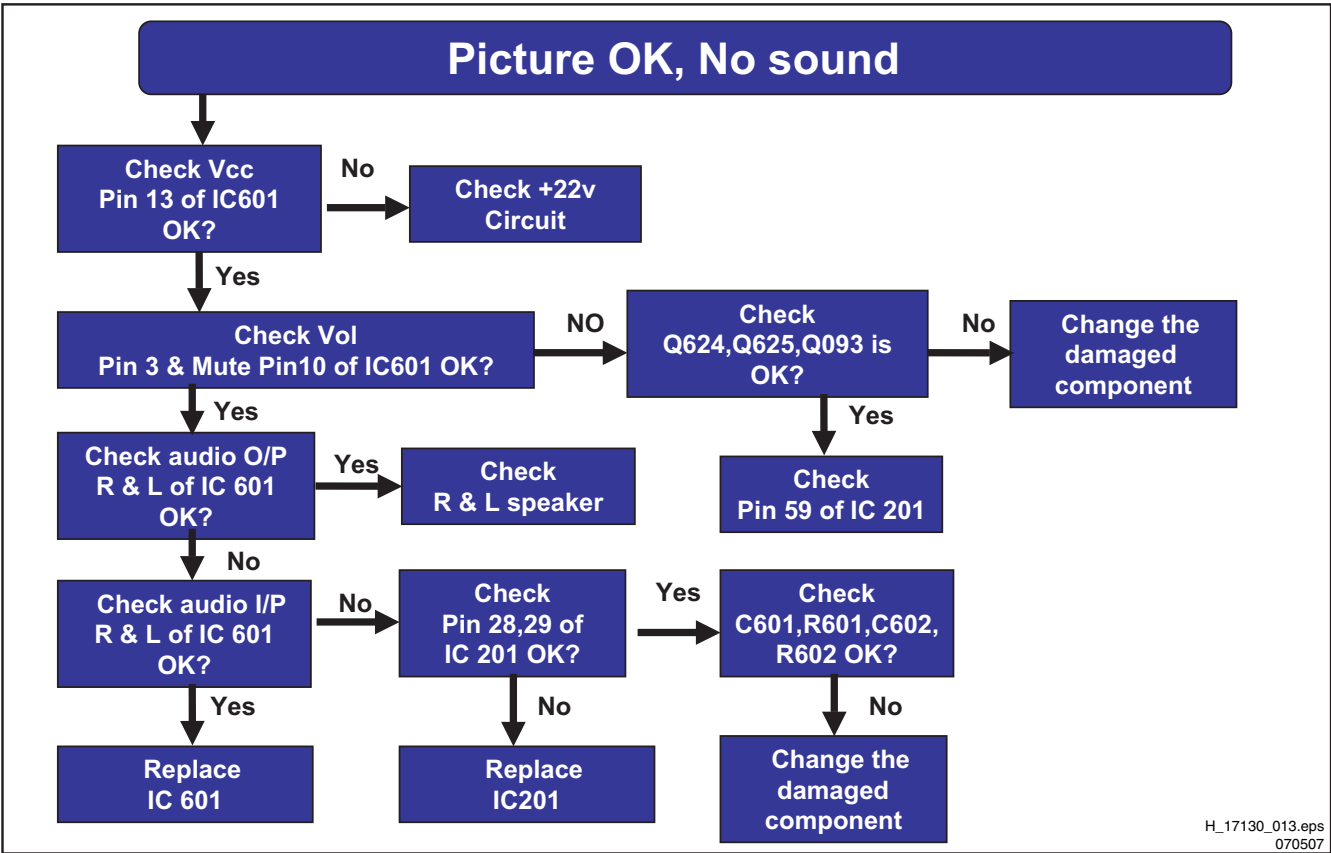 Picture OK, No sound
Check Vcc
Pin 13 of IC601
OK?
No
Check +22v
Circuit
Yes
Check Vol
Pin 3 & Mute Pin10 of IC601 OK?
NO
Check
Q624,Q625,Q093 is
OK?
No
Change the
damaged
component
Yes
Yes
Check audio O/P
R & L of IC 601
OK?
Yes
Check
R & L speaker
Check
Pin 59 of IC 201
No
Check audio I/P
R & L of IC 601
OK?
No
Check
Pin 28,29 of
IC 201 OK?
Yes
Check
C601,R601,C602,
R602 OK?
Yes
No
No
Replace
IC 601
Replace
IC201
Change the
damaged
component
H_17130_013.eps
070507